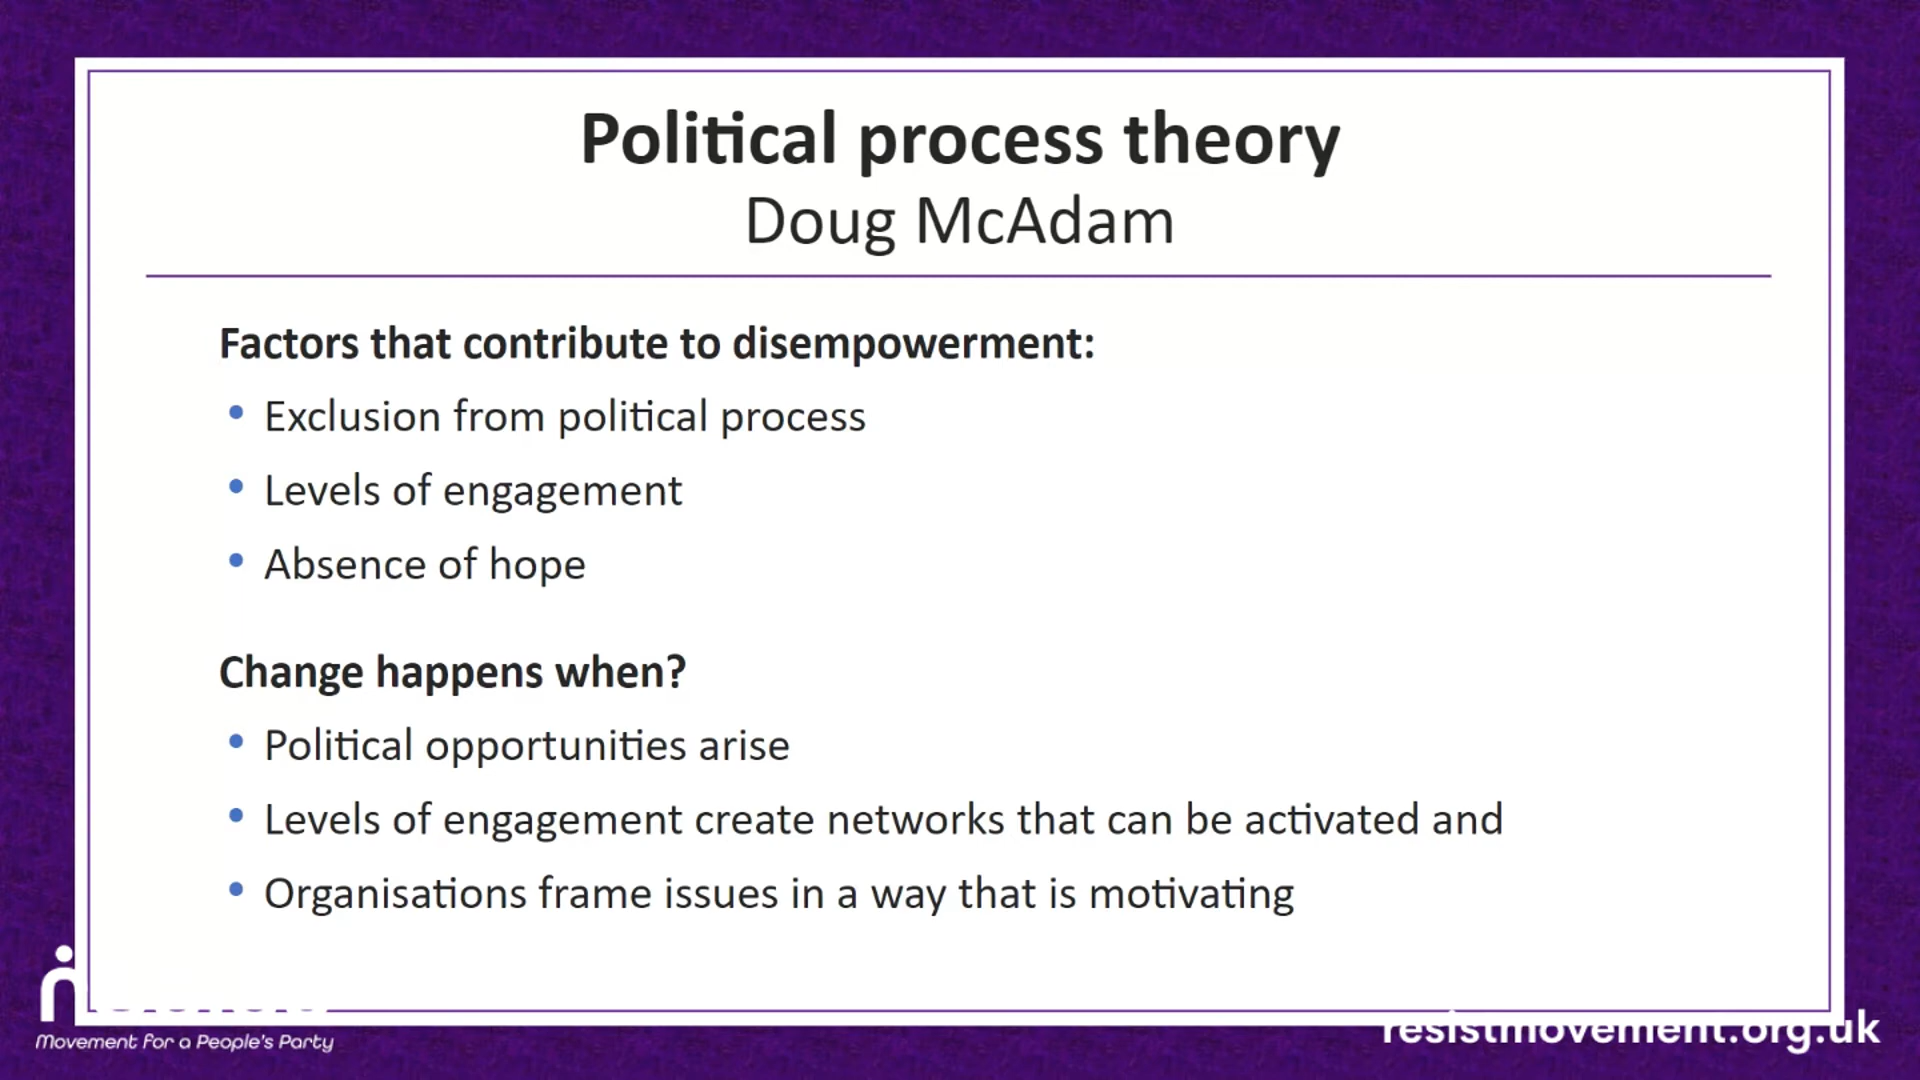 Political process theory
Doug McAdam
Factors that contribute to disempowerment:
• Exclusion from political process
• Levels of engagement
• Absence of hope
Change happens when?
• Political opportunities arise
• Levels of engagement create networks that can be activated and
• Organisations frame issues in a way that is motivating
Movement for a People's Party
resistmovement.org.uk